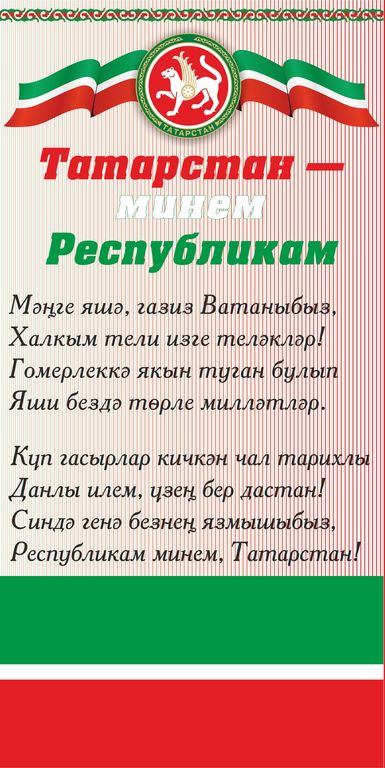 ТАТАРСТАН
Татарстан —
минем
Республикам
Мәңге яшә, газиз Ватаныбыз,
Халкым тели изге теләкләр!
Гомерлеккә якын туган булып
Яши бездә төрле милләтләр.
Күп гасырлар кичкән чал тарихлы
Данлы илем, үзең бер дастан!
Синдә генә безнең язмышыбыз,
Республикам минем, Татарстан!